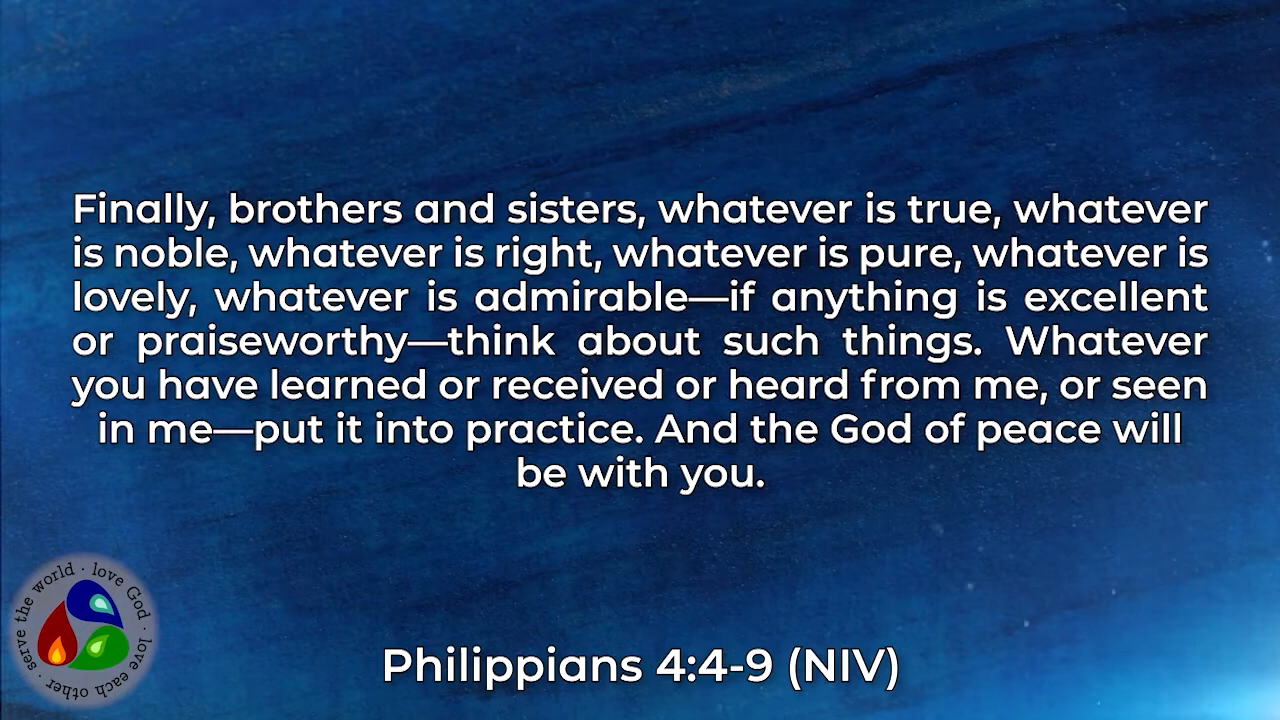 Finally, brothers and sisters, whatever is true, whatever
is noble, whatever is right, whatever is pure, whatever is
lovely, whatever is admirable—if anything is excellent
or praiseworthy—think about such things. Whatever
you have learned or received or heard from me, or seen
in me—put it into practice. And the God of peace will
be with you.
serve the world · love God · love each other ·
Philippians 4:4-9 (NIV)